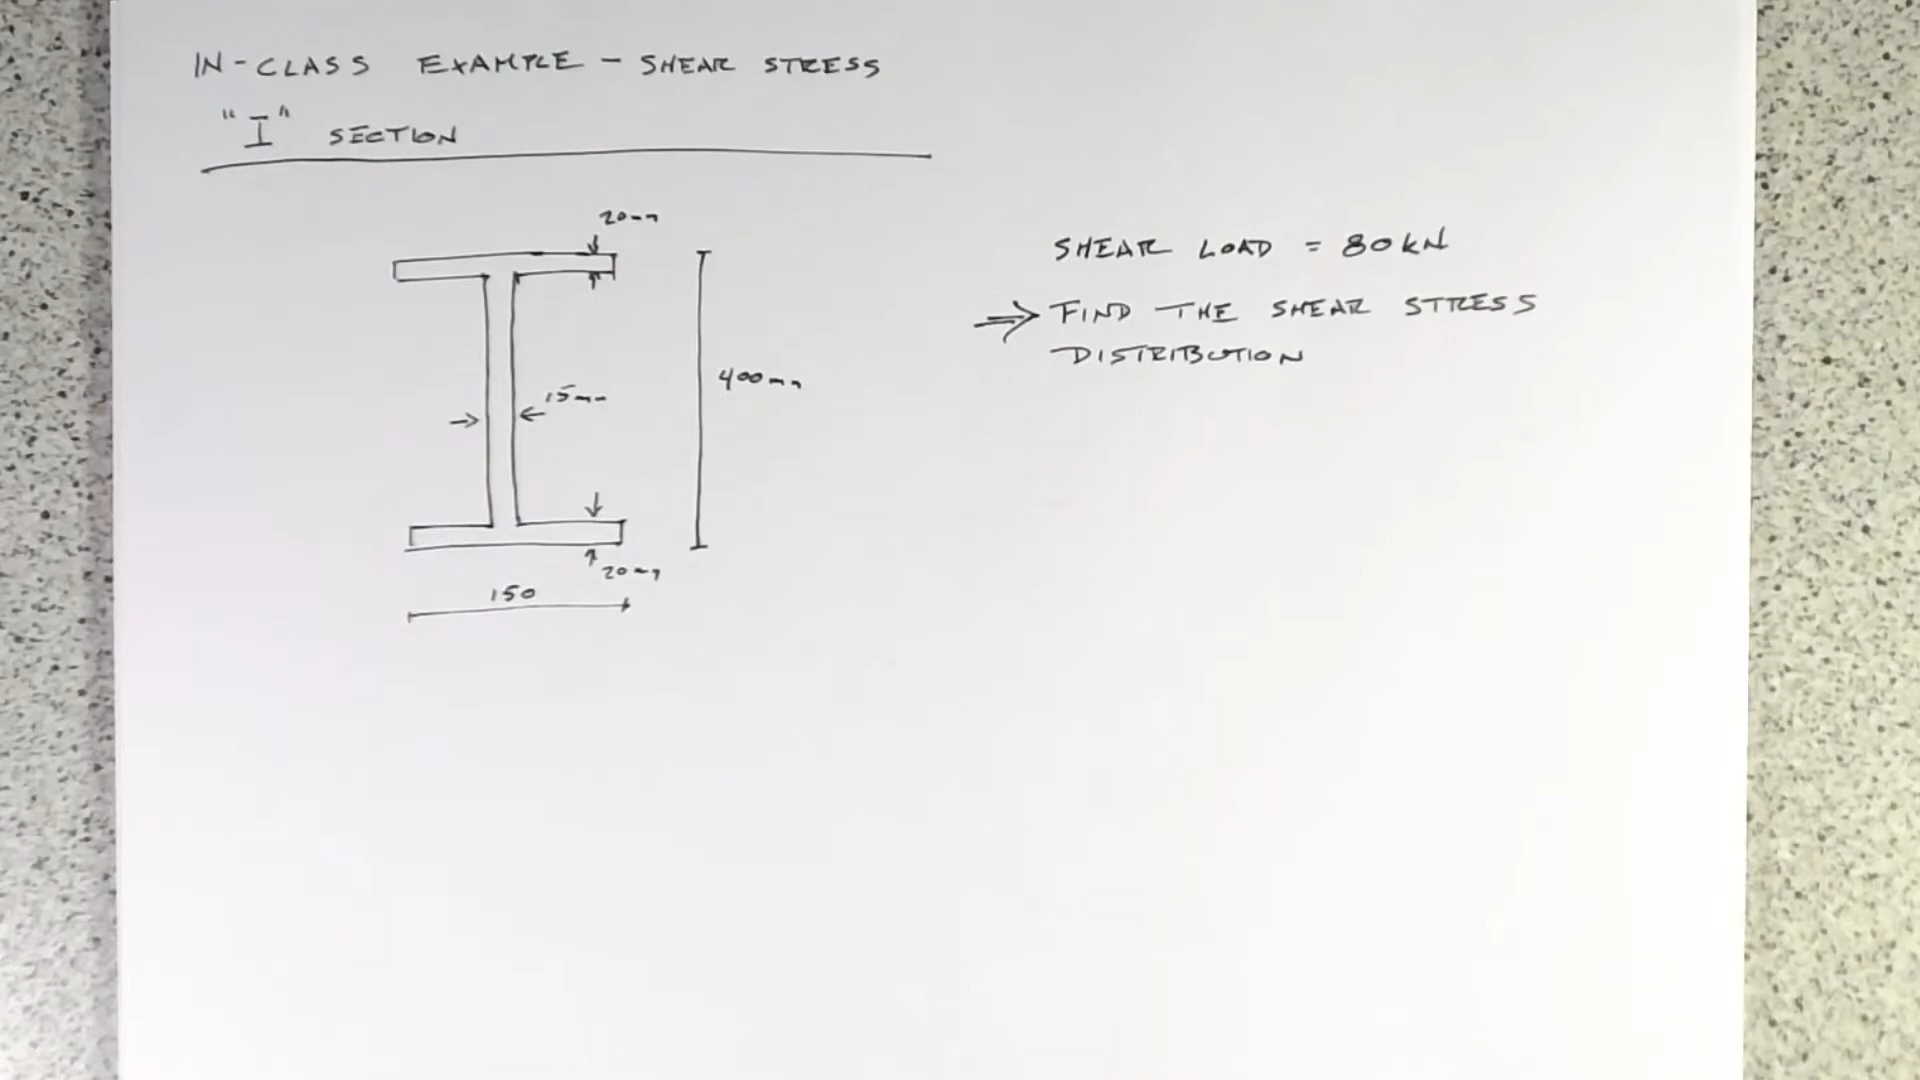 IN-CLASS EXAMPLE - SHEAR STRESS
"I" SECTION
20mm
SHEAR LOAD = 80kN
⇒ FIND THE SHEAR STRESS
DISTRIBUTION
400mm
15mm
20mm
150